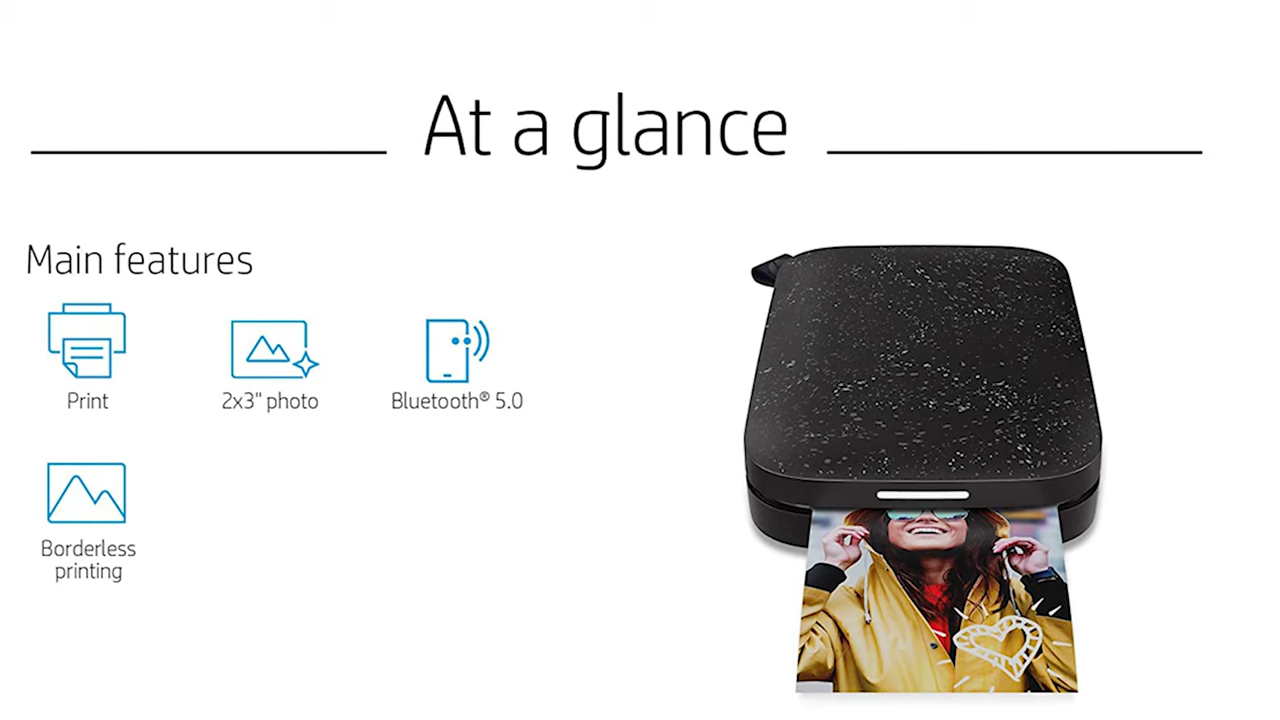 At a glance
Main features
Print
2x3" photo
Bluetooth® 5.0
Borderless
printing